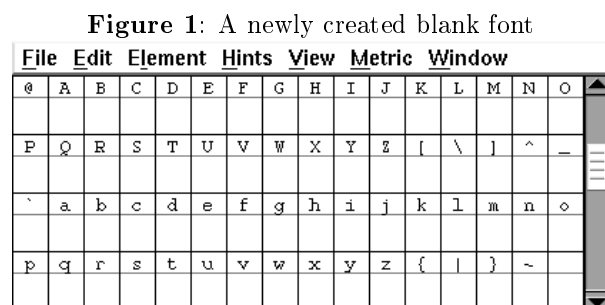 Figure 1: A newly created blank font
File Edit Element Hints View Metric Window
@ A B C D E F G H I J K L M N O
P Q R S T U V W X Y Z [ \ ] ^ _
` a b c d e f g h i j k l m n o
p q r s t u v w x y z { | } ~